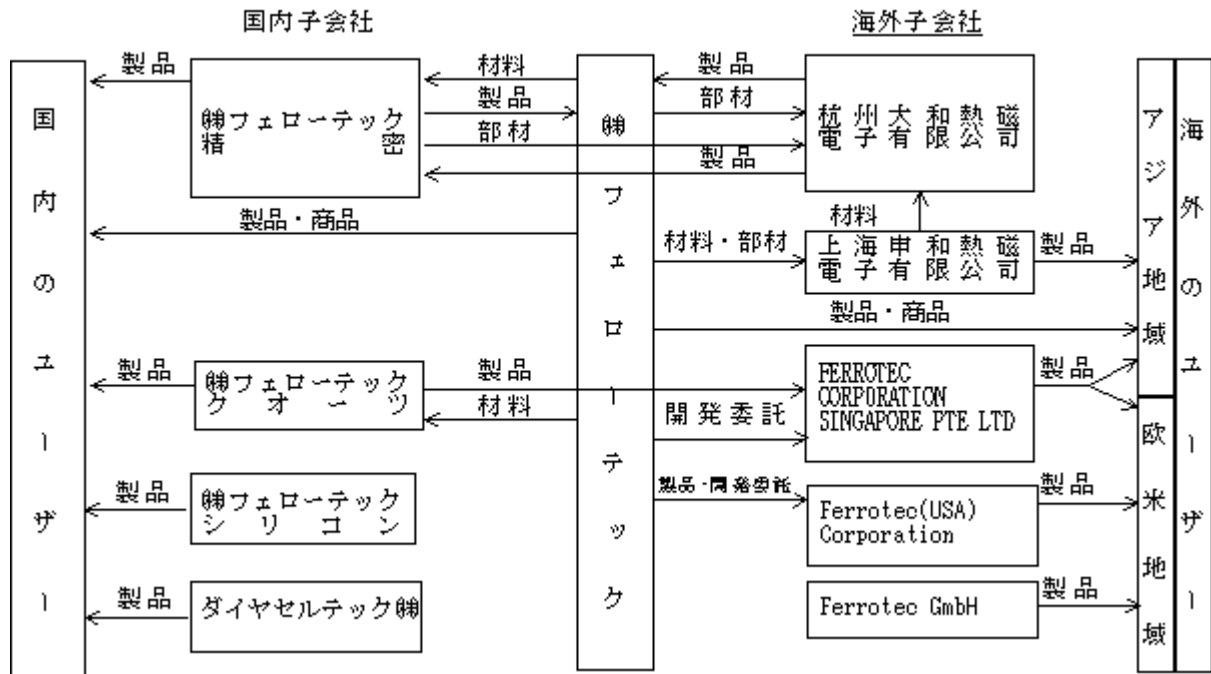 国内子会社
海外子会社
国内のユーザー
製品
㈱フェローテック
精密
材料
製品
部材
㈱フェローテック
製品
部材
製品
杭州大和熱磁
電子有限公司
材料
製品・商品
材料・部材
上海申和熱磁
電子有限公司
製品
製品・商品
アジア地域
海外のユーザー
製品
㈱フェローテック
クオーツ
製品
材料
開発委託
FERROTEC
CORPORATION
SINGAPORE PTE LTD
製品
欧米地域
製品
㈱フェローテック
シリコン
製品・開発委託
Ferrotec(USA)
Corporation
製品
製品
ダイヤセルテック㈱
Ferrotec GmbH
製品